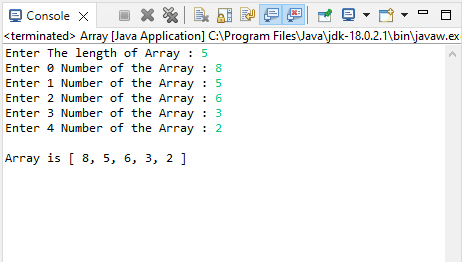 Console
<terminated> Array [Java Application] C:\Program Files\Java\jdk-18.0.2.1\bin\javaw.ex
Enter The length of Array : 5
Enter 0 Number of the Array : 8
Enter 1 Number of the Array : 5
Enter 2 Number of the Array : 6
Enter 3 Number of the Array : 3
Enter 4 Number of the Array : 2
Array is [ 8, 5, 6, 3, 2 ]